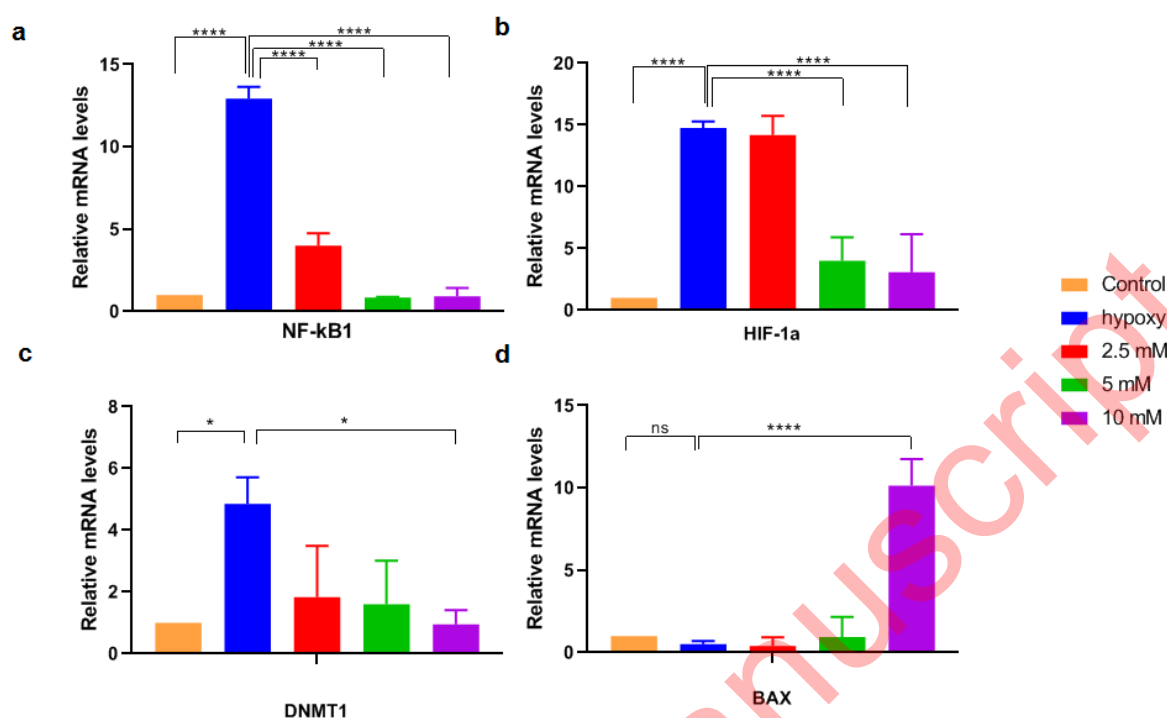 a
****
****
****
****
15
10
5
0
Relative mRNA levels
NF-kB1
b
****
****
****
20
15
10
5
0
Relative mRNA levels
HIF-1a
Control
hypoxy
2.5 mM
5 mM
10 mM
c
*
*
8
6
4
2
0
Relative mRNA levels
DNMT1
d
ns
****
15
10
5
0
Relative mRNA levels
BAX
nuscript